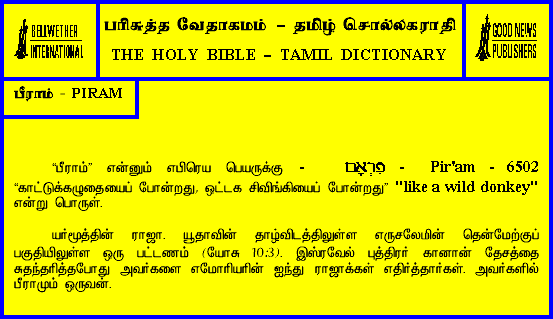 BELLWETHER
INTERNATIONAL
பரிசுத்த வேதாகமம் – தமிழ் சொல்லகராதி
THE HOLY BIBLE – TAMIL DICTIONARY
GOOD NEWS
PUBLISHERS
பீராம் - PIRAM
“பீராம்” என்னும் எபிரெய பெயருக்கு - פִּרְאָם - Pir'am - 6502
“காட்டுக்கழுதையைப் போன்றது, ஒட்டக சிவிங்கியைப் போன்றது” "like a wild donkey"
என்று பொருள்.
யர்மூத்தின் ராஜா. யூதாவின் தாழ்விடத்திலுள்ள எருசலேமின் தென்மேற்குப்
பகுதியிலுள்ள ஒரு பட்டணம் (யோசு 10:3). இஸ்ரவேல் புத்திரர் கானான் தேசத்தை
சுதந்தரித்தபோது அவர்களை எமோரியரின் ஐந்து ராஜாக்கள் எதிர்த்தார்கள். அவர்களில்
பீராமும் ஒருவன்.